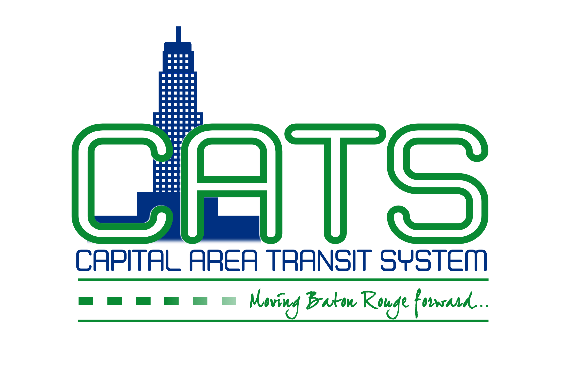 CATS
CAPITAL AREA TRANSIT SYSTEM
Moving Baton Rouge forward...